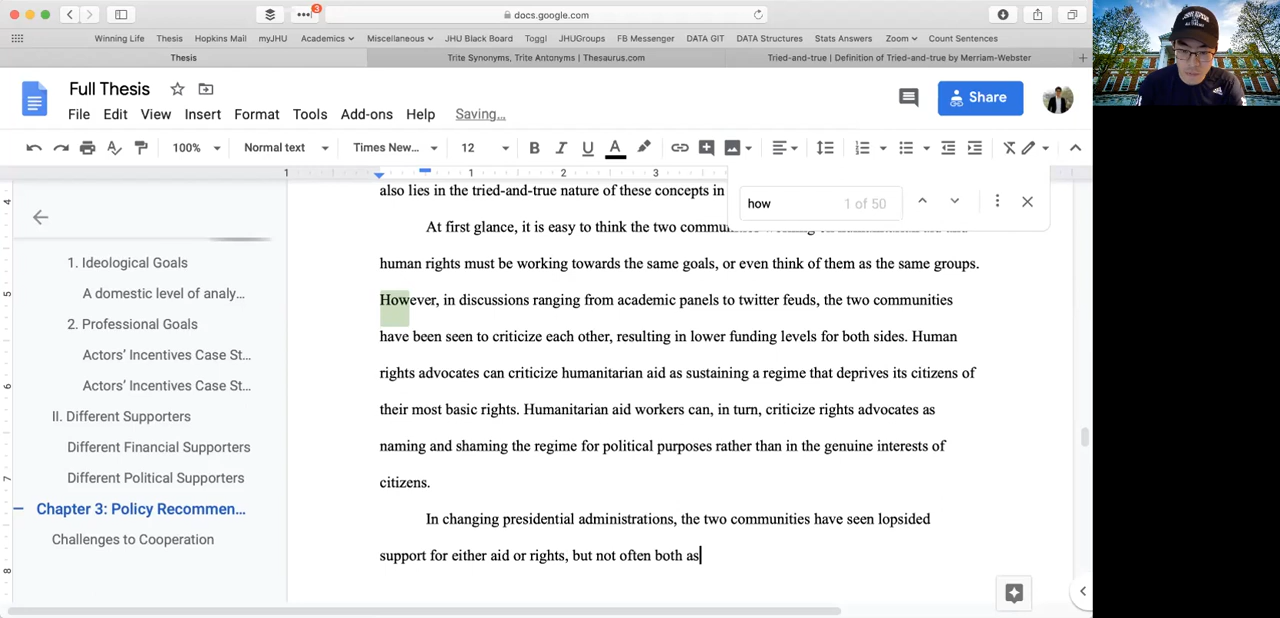 docs.google.com
3
Winning Life Thesis Hopkins Mail myJHU Academics Miscellaneous JHU Black Board Toggl JHUGroups FB Messenger DATA GIT DATA Structures Stats Answers Zoom Count Sentences
Thesis Trite Synonyms, Trite Antonyms | Thesaurus.com Tried-and-true | Definition of Tried-and-true by Merriam-Webster
Full Thesis
Share
File Edit View Insert Format Tools Add-ons Help Saving...
100% Normal text Times New... 12 B I U A
1 1 2 3
how 1 of 50
4
5
6
7
8
1. Ideological Goals
A domestic level of analy...
2. Professional Goals
Actors' Incentives Case St...
Actors' Incentives Case St...
II. Different Supporters
Different Financial Supporters
Different Political Supporters
Chapter 3: Policy Recommen...
Challenges to Cooperation
also lies in the tried-and-true nature of these concepts in
At first glance, it is easy to think the two
human rights must be working towards the same goals, or even think of them as the same groups.
However, in discussions ranging from academic panels to twitter feuds, the two communities
have been seen to criticize each other, resulting in lower funding levels for both sides. Human
rights advocates can criticize humanitarian aid as sustaining a regime that deprives its citizens of
their most basic rights. Humanitarian aid workers can, in turn, criticize rights advocates as
naming and shaming the regime for political purposes rather than in the genuine interests of
citizens.
In changing presidential administrations, the two communities have seen lopsided
support for either aid or rights, but not often both as